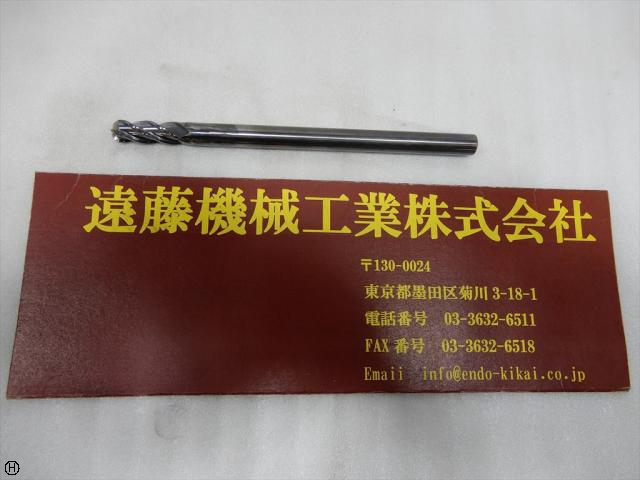 遠藤機械工業株式会社
〒130-0024
東京都墨田区菊川 3-18-1
電話番号 03-3632-6511
FAX 番号 03-3632-6518
Emaii info@endo-kikai.co.jp
H